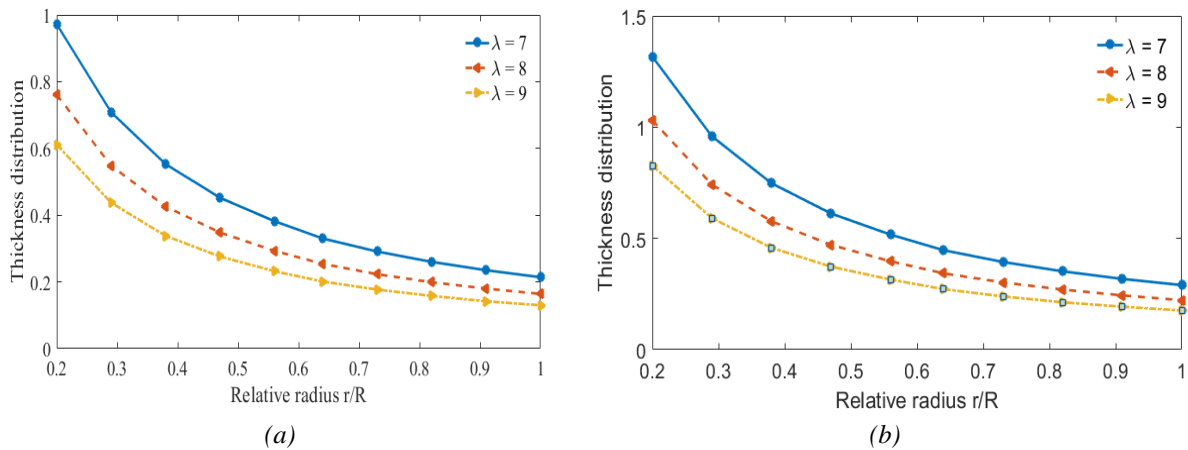 1
0.8
0.6
0.4
0.2
0
Thickness distribution
λ = 7
λ = 8
λ = 9
0.2 0.3 0.4 0.5 0.6 0.7 0.8 0.9 1
Relative radius r/R
(a)
1.5
1
0.5
0
Thickness distribution
λ = 7
λ = 8
λ = 9
0.2 0.3 0.4 0.5 0.6 0.7 0.8 0.9 1
Relative radius r/R
(b)